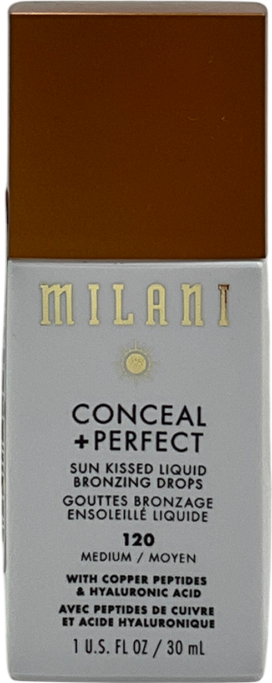 MILANI
CONCEAL
+PERFECT
SUN KISSED LIQUID
BRONZING DROPS
GOUTTES BRONZAGE
ENSOLEILLÉ LIQUIDE
120
MEDIUM / MOYEN
WITH COPPER PEPTIDES
& HYALURONIC ACID
AVEC PEPTIDES DE CUIVRE
ET ACIDE HYALURONIQUE
1 U.S. FL OZ / 30 mL